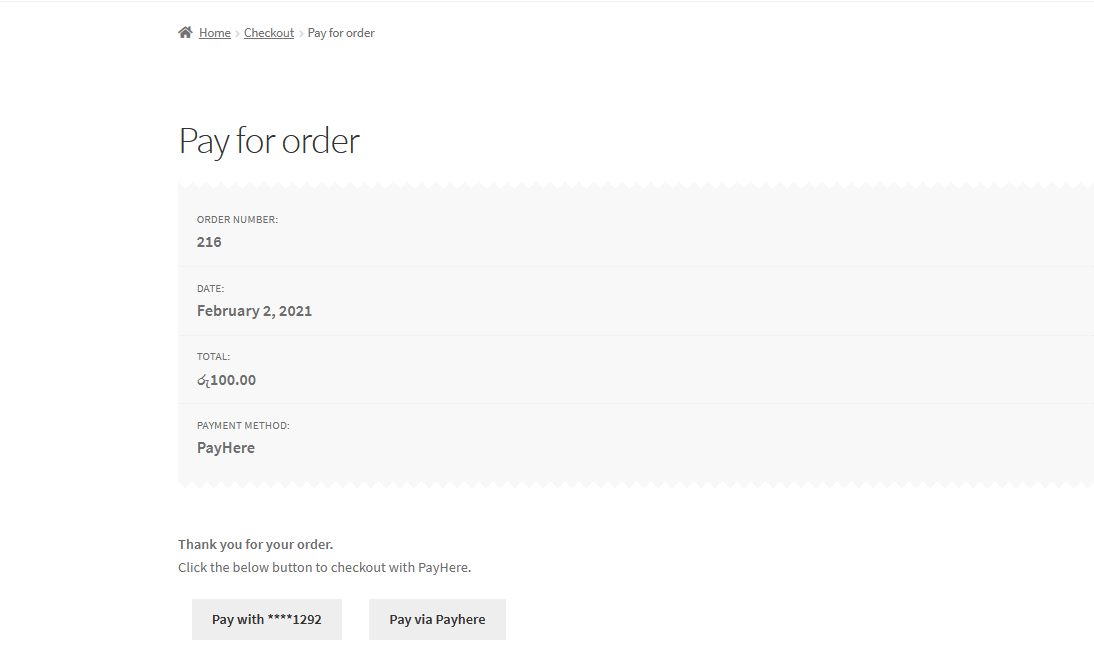 Home > Checkout > Pay for order
Pay for order
ORDER NUMBER:
216
DATE:
February 2, 2021
TOTAL:
රු100.00
PAYMENT METHOD:
PayHere
Thank you for your order.
Click the below button to checkout with PayHere.
Pay with ****1292 Pay via Payhere